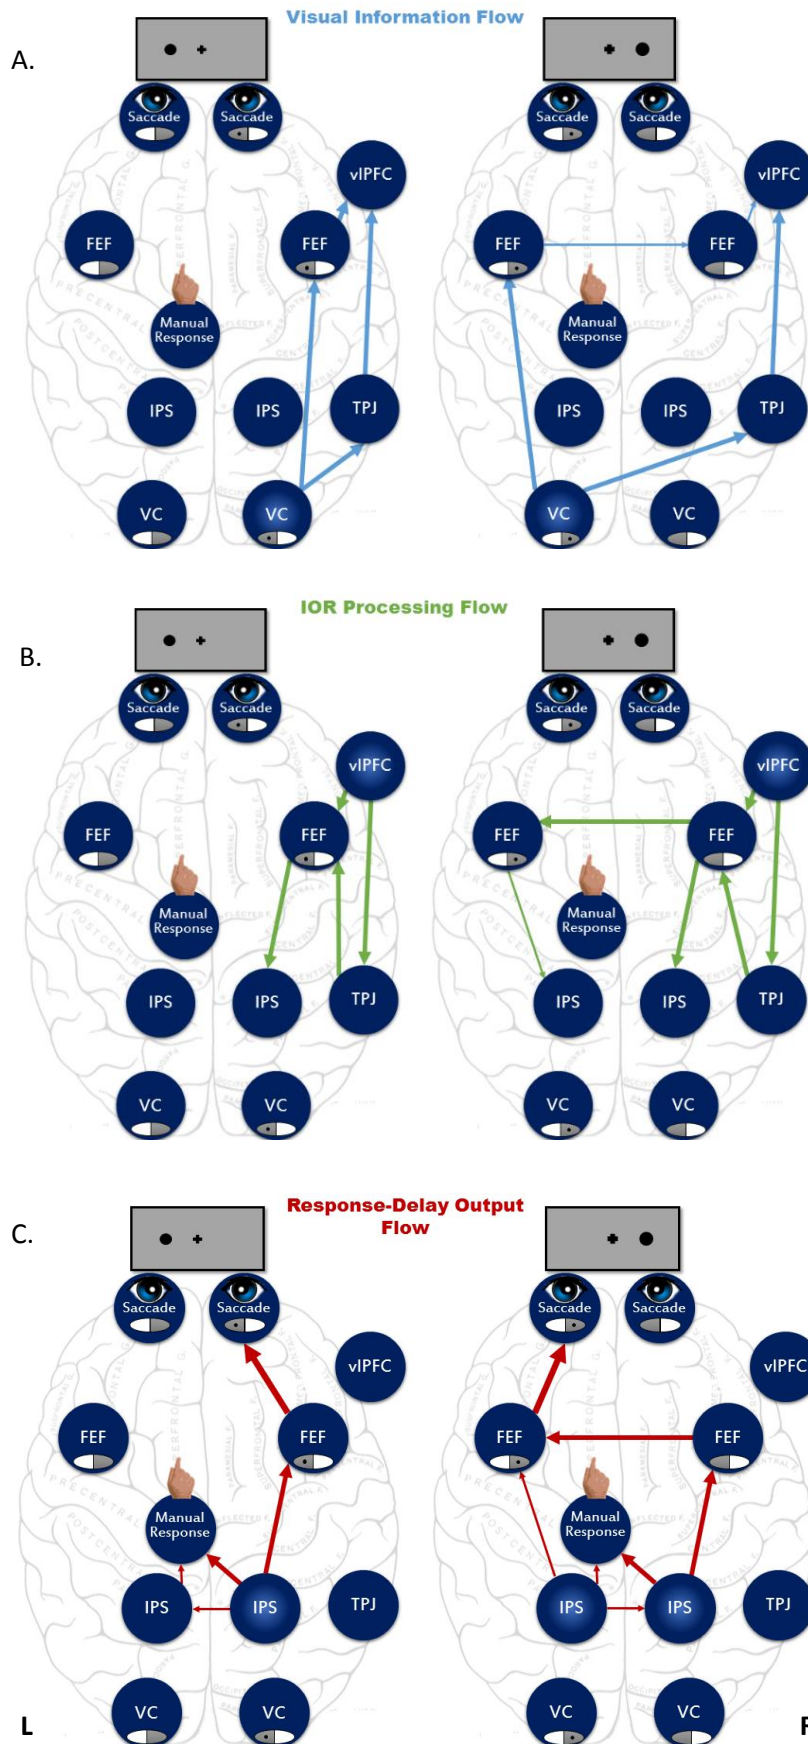 Visual Information Flow
A.
Saccade Saccade Saccade Saccade
vlPFC vlPFC
FEF FEF FEF FEF
Manual Response Manual Response
IPS IPS TPJ IPS IPS TPJ
VC VC VC VC
IOR Processing Flow
B.
Saccade Saccade Saccade Saccade
vlPFC vlPFC
FEF FEF FEF FEF
Manual Response Manual Response
IPS IPS TPJ IPS IPS TPJ
VC VC VC VC
Response-Delay Output
Flow
C.
Saccade Saccade Saccade Saccade
vlPFC vlPFC
FEF FEF FEF FEF
Manual Response Manual Response
IPS IPS TPJ IPS IPS TPJ
VC VC VC VC
L